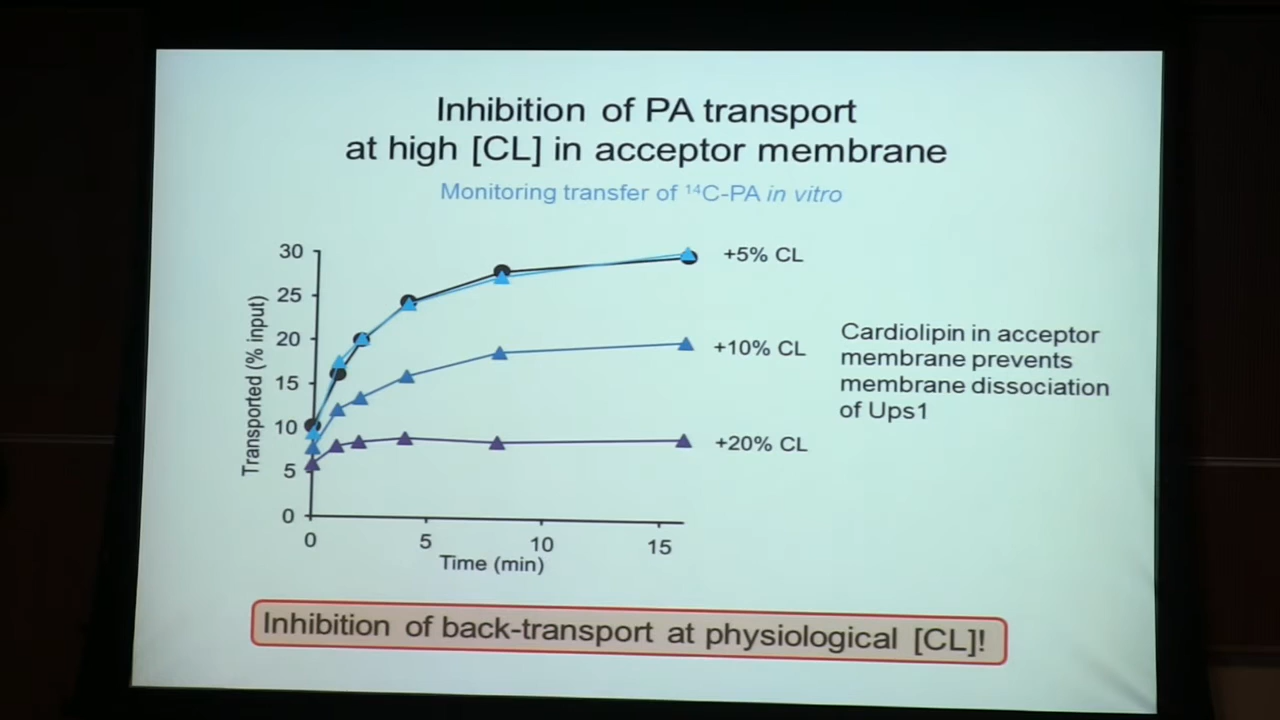 Inhibition of PA transport
at high [CL] in acceptor membrane
Monitoring transfer of ¹⁴C-PA in vitro
30
25
20
15
10
5
0
Transported (% input)
0
5
10
15
Time (min)
+5% CL
+10% CL
+20% CL
Cardiolipin in acceptor
membrane prevents
membrane dissociation
of Ups1
Inhibition of back-transport at physiological [CL]!